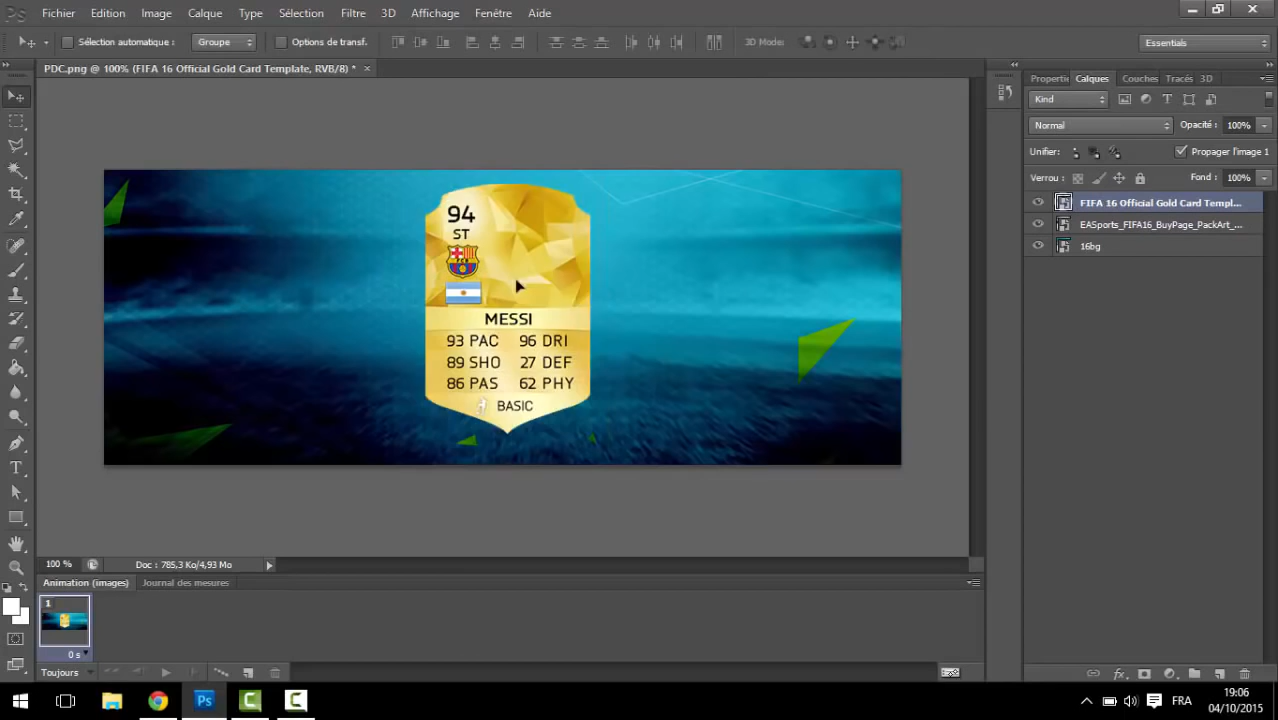 Ps Fichier Edition Image Calque Type Sélection Filtre 3D Affichage Fenêtre Aide
Sélection automatique : Groupe Options de transf. 3D Mode: Essentials
PDC.png @ 100% (FIFA 16 Official Gold Card Template, RVB/8) * ×
Properti Calques Couches Tracés 3D
Kind
Normal Opacité : 100%
Unifier: Propager l'image 1
Verrou : Fond : 100%
FIFA 16 Official Gold Card Templ...
EASports_FIFA16_BuyPage_PackArt_...
16bg
94
ST
MESSI
93 PAC 96 DRI
89 SHO 27 DEF
86 PAS 62 PHY
BASIC
100 % Doc : 785,3 Ko/4,93 Mo
Animation (images) Journal des mesures
1
0 s
Toujours
Ps C C FRA 19:06
04/10/2015